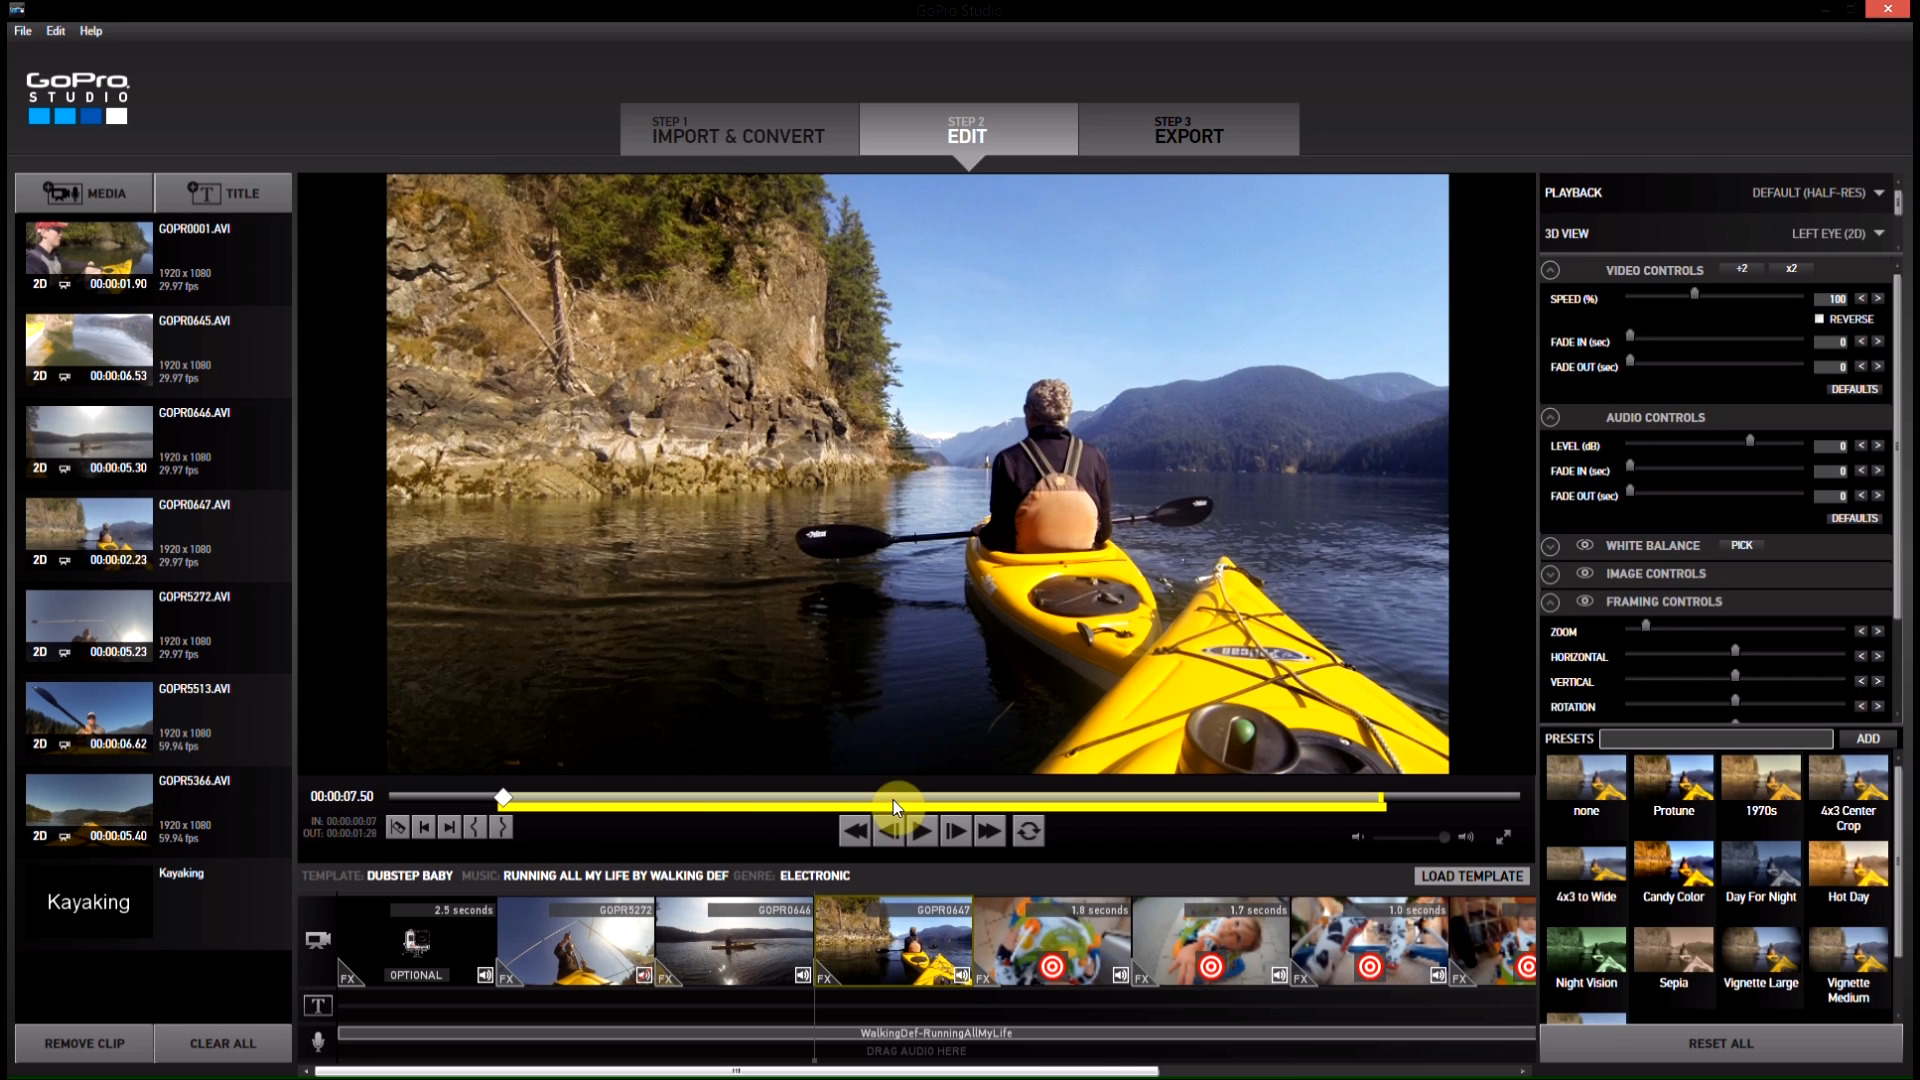 GoPro Studio
File Edit Help
GoPro
STUDIO
STEP 1
IMPORT & CONVERT
STEP 2
EDIT
STEP 3
EXPORT
MEDIA
TITLE
GOPR0001.AVI
1920 x 1080
29.97 fps
2D 00:00:01.90
GOPR0645.AVI
1920 x 1080
29.97 fps
2D 00:00:06.53
GOPR0646.AVI
1920 x 1080
29.97 fps
2D 00:00:05.30
GOPR0647.AVI
1920 x 1080
29.97 fps
2D 00:00:02.23
GOPR5272.AVI
1920 x 1080
29.97 fps
2D 00:00:05.23
GOPR5513.AVI
1920 x 1080
59.94 fps
2D 00:00:06.62
GOPR5366.AVI
1920 x 1080
59.94 fps
2D 00:00:05.40
Kayaking
Kayaking
REMOVE CLIP
CLEAR ALL
00:00:07.50
IN: 00:00:00:07
OUT: 00:00:01:28
TEMPLATE: DUBSTEP BABY MUSIC: RUNNING ALL MY LIFE BY WALKING DEF GENRE: ELECTRONIC
LOAD TEMPLATE
2.5 seconds
OPTIONAL
FX
GOPR5272
FX
GOPR0646
FX
GOPR0647
FX
1.8 seconds
FX
1.7 seconds
FX
1.0 seconds
FX
FX
T
WalkingDef-RunningAllMyLife
DRAG AUDIO HERE
PLAYBACK DEFAULT (HALF-RES)
3D VIEW LEFT EYE (2D)
VIDEO CONTROLS ÷2 x2
SPEED (%) 100 < >
REVERSE
FADE IN (sec) 0 < >
FADE OUT (sec) 0 < >
DEFAULTS
AUDIO CONTROLS
LEVEL (dB) 0 < >
FADE IN (sec) 0 < >
FADE OUT (sec) 0 < >
DEFAULTS
WHITE BALANCE PICK
IMAGE CONTROLS
FRAMING CONTROLS
ZOOM < >
HORIZONTAL < >
VERTICAL < >
ROTATION < >
PRESETS ADD
none
Protune
1970s
4x3 Center
Crop
4x3 to Wide
Candy Color
Day For Night
Hot Day
Night Vision
Sepia
Vignette Large
Vignette
Medium
RESET ALL